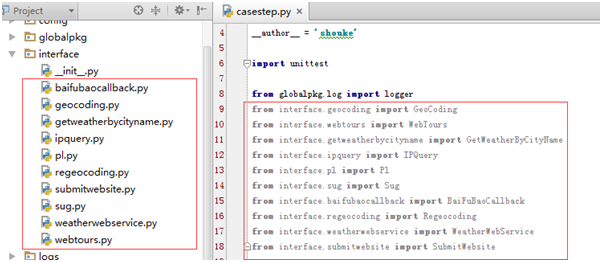 Project
config
globalpkg
interface
__init__.py
baifubaocallback.py
geocoding.py
getweatherbycityname.py
ipquery.py
pl.py
regeocoding.py
submitwebsite.py
sug.py
weatherwebservice.py
webtours.py
logs
casestep.py ×
4 __author__ = 'shouke'
5
6 import unittest
7
8 from globalpkg.log import logger
9 from interface.geocoding import GeoCoding
10 from interface.webtours import WebTours
11 from interface.getweatherbycityname import GetWeatherByCityName
12 from interface.ipquery import IPQuery
13 from interface.pl import Pl
14 from interface.sug import Sug
15 from interface.baifubaocallback import BaiFuBaoCallback
16 from interface.regeocoding import Regeocoding
17 from interface.weatherwebservice import WeatherWebService
18 from interface.submitwebsite import SubmitWebsite
19